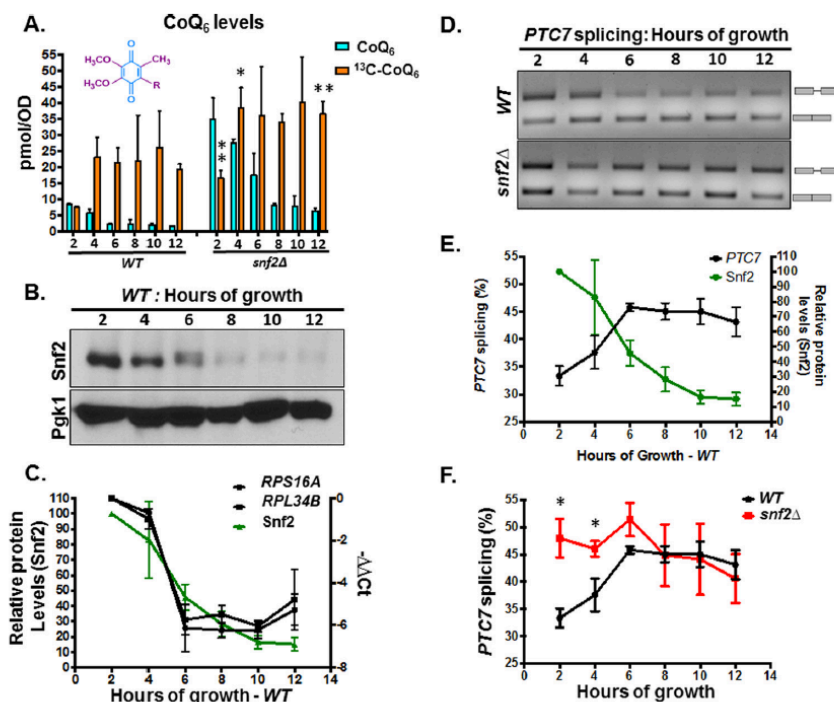 A.
CoQ6 levels
H3CO
H3CO
O
O
CH3
R
CoQ6
13C-CoQ6
pmol/OD
65
60
55
50
45
40
35
30
25
20
15
10
5
0
* *
*
* *
2 4 6 8 10 12
2 4 6 8 10 12
WT
snf2Δ
B.
WT : Hours of growth
2 4 6 8 10 12
Snf2
Pgk1
C.
RPS16A
RPL34B
Snf2
Relative protein
Levels (Snf2)
110
100
90
80
70
60
50
40
30
20
10
0
0
-2
-4
-6
-8
-ΔΔCt
0 2 4 6 8 10 12 14
Hours of growth - WT
D.
PTC7 splicing: Hours of growth
2 4 6 8 10 12
WT
snf2Δ
E.
PTC7
Snf2
PTC7 splicing (%)
55
50
45
40
35
30
25
110
100
90
80
70
60
50
40
30
20
10
0
Relative protein
levels (Snf2)
0 2 4 6 8 10 12 14
Hours of Growth - WT
F.
WT
snf2Δ
PTC7 splicing (%)
60
55
50
45
40
35
30
25
*
*
0 2 4 6 8 10 12 14
Hours of growth